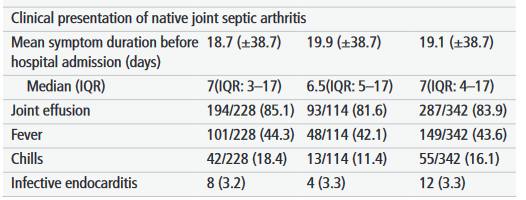 Clinical presentation of native joint septic arthritis
Mean symptom duration before 18.7 (±38.7) 19.9 (±38.7) 19.1 (±38.7)
hospital admission (days)
Median (IQR) 7(IQR: 3–17) 6.5(IQR: 5–17) 7(IQR: 4–17)
Joint effusion 194/228 (85.1) 93/114 (81.6) 287/342 (83.9)
Fever 101/228 (44.3) 48/114 (42.1) 149/342 (43.6)
Chills 42/228 (18.4) 13/114 (11.4) 55/342 (16.1)
Infective endocarditis 8 (3.2) 4 (3.3) 12 (3.3)